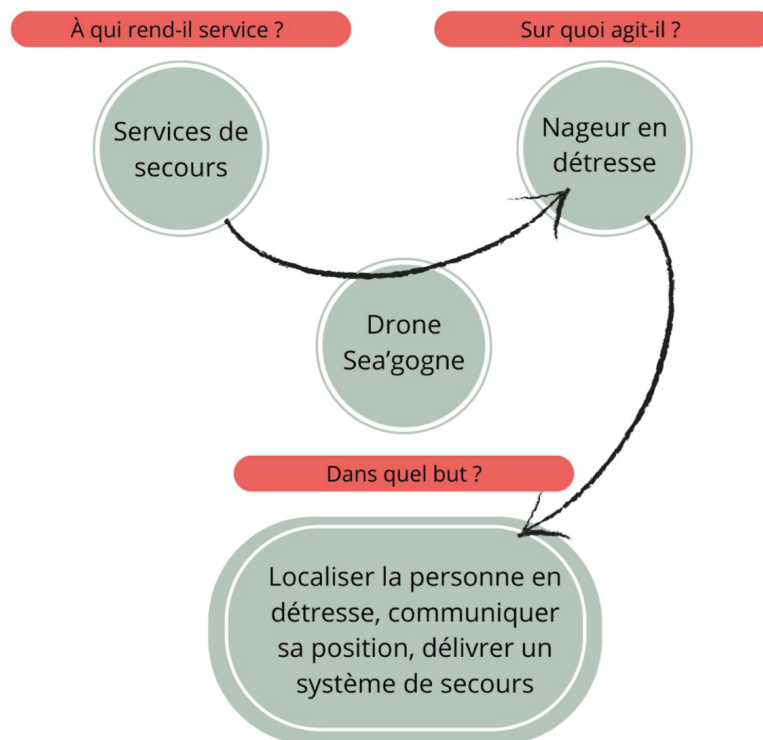 À qui rend-il service ?
Sur quoi agit-il ?
Services de
secours
Nageur en
détresse
Drone
Sea’gogne
Dans quel but ?
Localiser la personne en
détresse, communiquer
sa position, délivrer un
système de secours